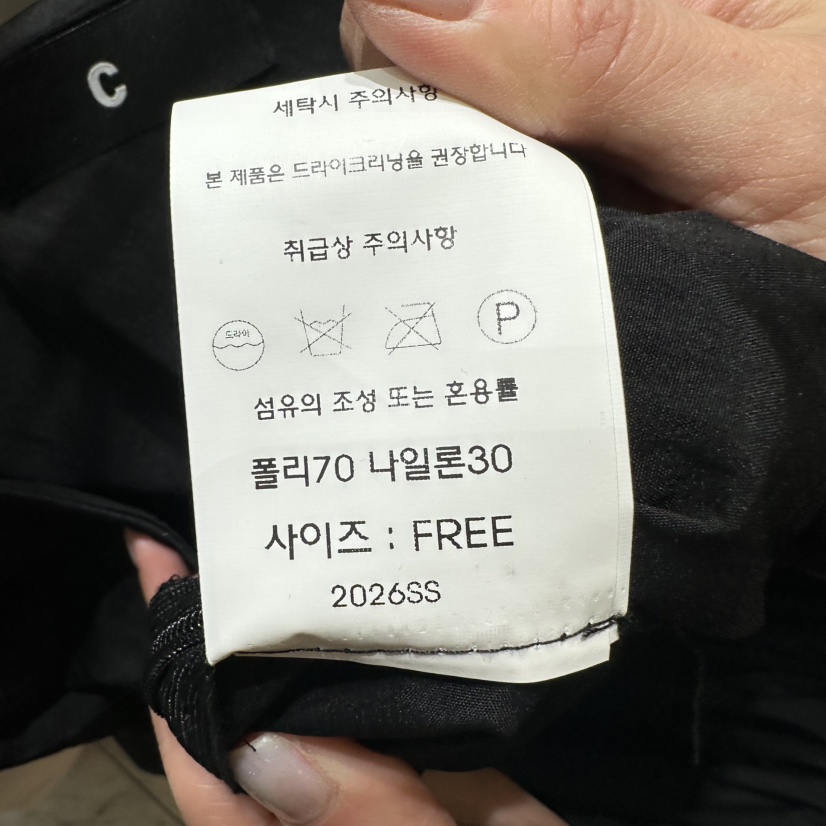 C
세탁시 주의사항
본 제품은 드라이크리닝을 권장합니다
취급상 주의사항
드라이 P
섬유의 조성 또는 혼용률
폴리70 나일론30
사이즈 : FREE
2026SS